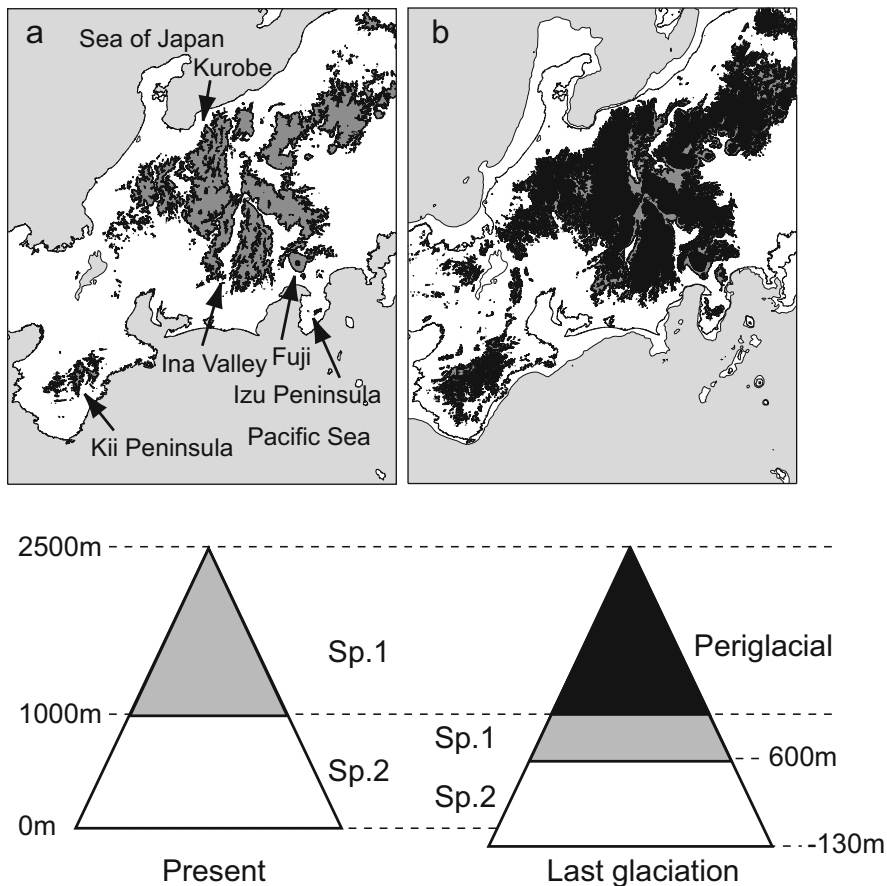 a
Sea of Japan
Kurobe
Ina Valley
Fuji
Izu Peninsula
Kii Peninsula
Pacific Sea
b
2500m
Sp.1
Periglacial
1000m
Sp.1
600m
Sp.2
Sp.2
0m
-130m
Present
Last glaciation